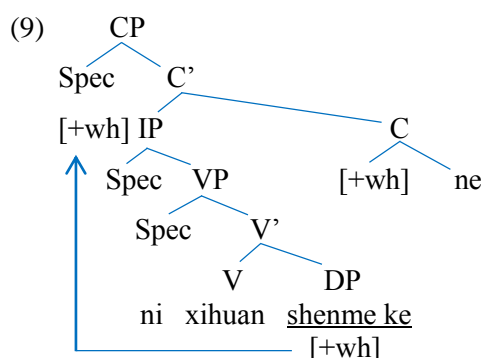 (9) CP
Spec C’
[+wh] IP C
Spec VP [+wh] ne
Spec V’
V DP
ni xihuan shenme ke
[+wh]